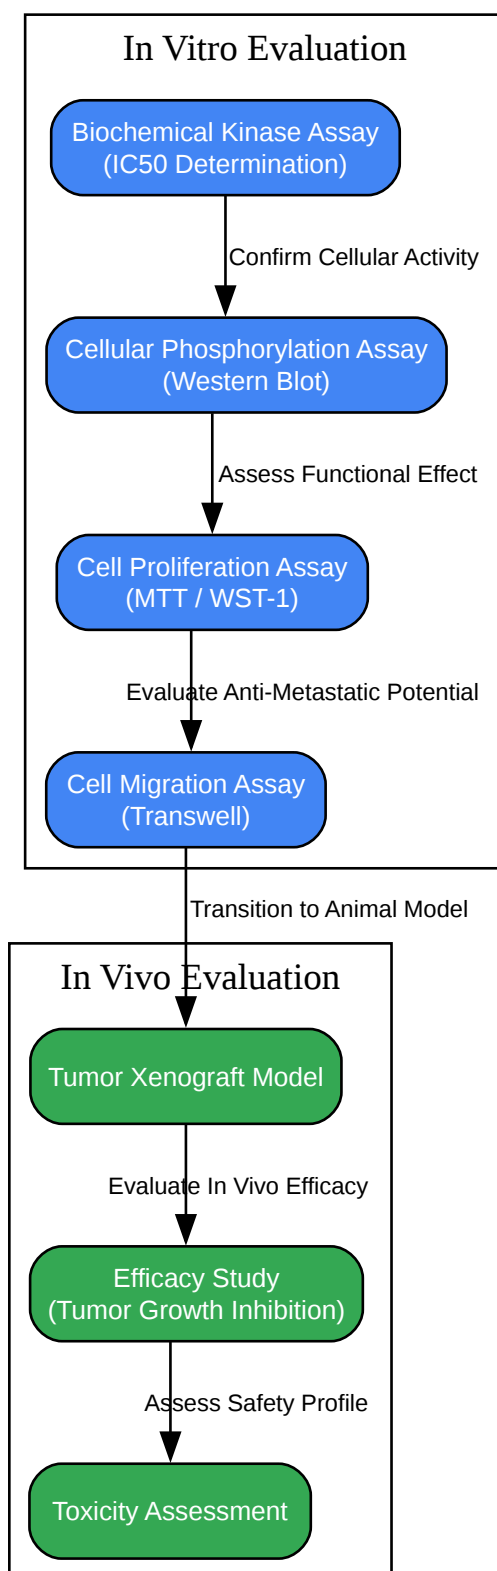 In Vitro Evaluation
Biochemical Kinase Assay
(IC50 Determination)
Confirm Cellular Activity
Cellular Phosphorylation Assay
(Western Blot)
Assess Functional Effect
Cell Proliferation Assay
(MTT / WST-1)
Evaluate Anti-Metastatic Potential
Cell Migration Assay
(Transwell)
Transition to Animal Model
In Vivo Evaluation
Tumor Xenograft Model
Evaluate In Vivo Efficacy
Efficacy Study
(Tumor Growth Inhibition)
Assess Safety Profile
Toxicity Assessment